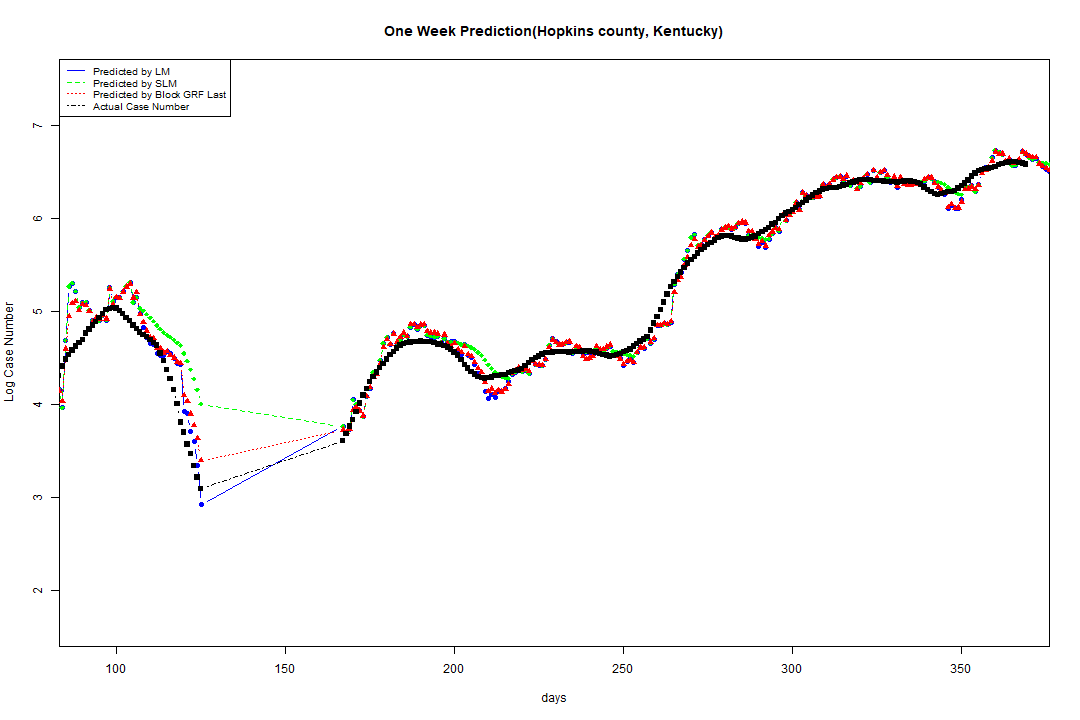 One Week Prediction(Hopkins county, Kentucky)
Predicted by LM
Predicted by SLM
Predicted by Block GRF Last
Actual Case Number
Log Case Number
7
6
5
4
3
2
100 150 200 250 300 350
days